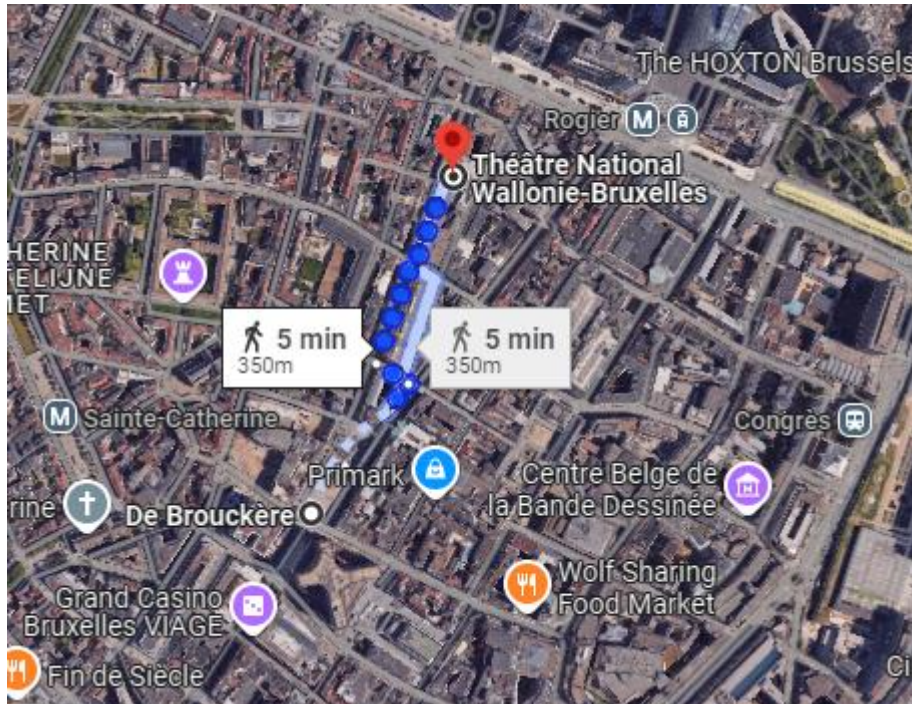 The HOXTON Brussels
Rogier M
Théâtre National
Wallonie-Bruxelles
HERINE
ELIJNE
MET
5 min
350m
5 min
350m
M Sainte-Catherine
Congrès
Primark
Centre Belge de
la Bande Dessinée
rine
De Brouckère
Wolf Sharing
Food Market
Grand Casino
Bruxelles VIAGE
Fin de Siècle
Ci